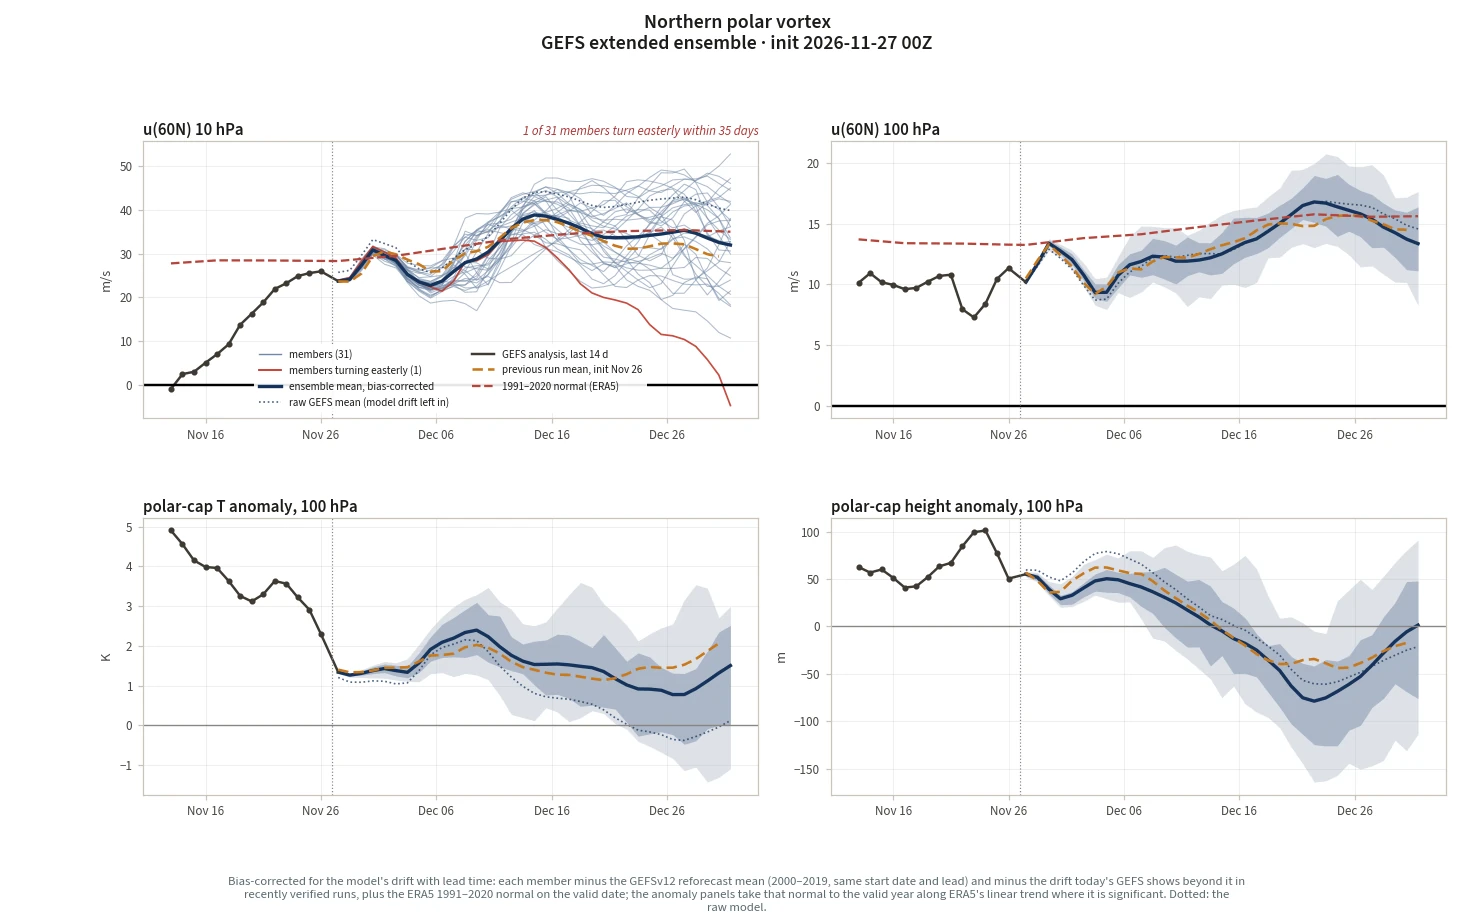 Northern polar vortex
GEFS extended ensemble · init 2026-11-27 00Z
u(60N) 10 hPa
1 of 31 members turn easterly within 35 days
m/s
50
40
30
20
10
0
members (31)
members turning easterly (1)
ensemble mean, bias-corrected
raw GEFS mean (model drift left in)
GEFS analysis, last 14 d
previous run mean, init Nov 26
1991–2020 normal (ERA5)
Nov 16
Nov 26
Dec 06
Dec 16
Dec 26
u(60N) 100 hPa
m/s
20
15
10
5
0
Nov 16
Nov 26
Dec 06
Dec 16
Dec 26
polar-cap T anomaly, 100 hPa
K
5
4
3
2
1
0
−1
Nov 16
Nov 26
Dec 06
Dec 16
Dec 26
polar-cap height anomaly, 100 hPa
m
100
50
0
−50
−100
−150
Nov 16
Nov 26
Dec 06
Dec 16
Dec 26
Bias-corrected for the model's drift with lead time: each member minus the GEFSv12 reforecast mean (2000–2019, same start date and lead) and minus the drift today's GEFS shows beyond it in
recently verified runs, plus the ERA5 1991–2020 normal on the valid date; the anomaly panels take that normal to the valid year along ERA5's linear trend where it is significant. Dotted: the
raw model.